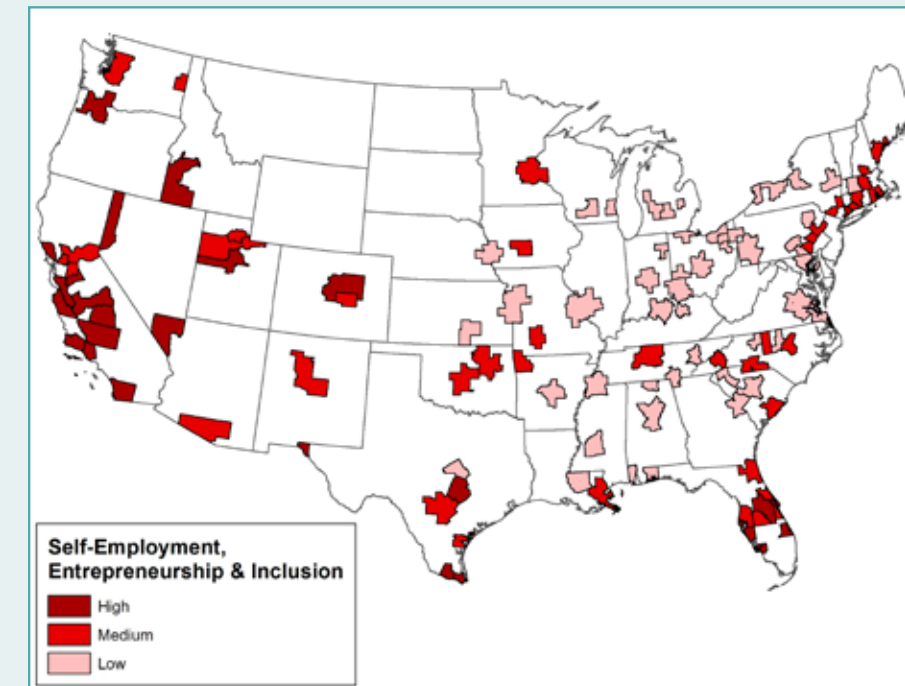 Self-Employment,
Entrepreneurship & Inclusion
High
Medium
Low